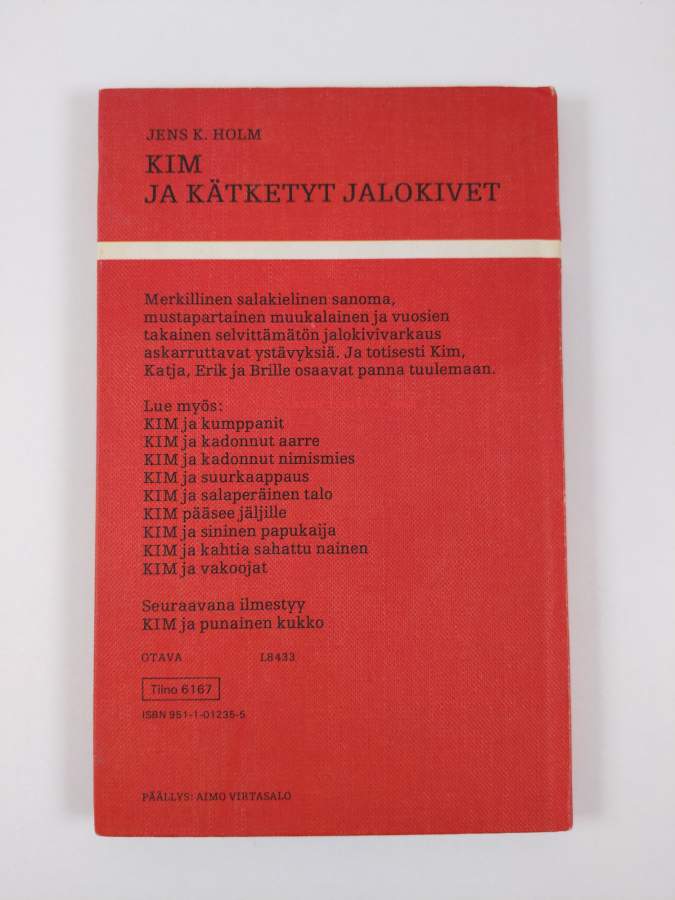 JENS K. HOLM
KIM
JA KÄTKETYT JALOKIVET
Merkillinen salakielinen sanoma,
mustapartainen muukalainen ja vuosien
takainen selvittämätön jalokivivarkaus
askarruttavat ystävyksiä. Ja totisesti Kim,
Katja, Erik ja Brille osaavat panna tuulemaan.
Lue myös:
KIM ja kumppanit
KIM ja kadonnut aarre
KIM ja kadonnut nimismies
KIM ja suurkaappaus
KIM ja salaperäinen talo
KIM pääsee jäljille
KIM ja sininen papukaija
KIM ja kahtia sahattu nainen
KIM ja vakoojat
Seuraavana ilmestyy
KIM ja punainen kukko
OTAVA L8433
Tiino 6167
ISBN 951-1-01235-5
PÄÄLLYS: AIMO VIRTASALO